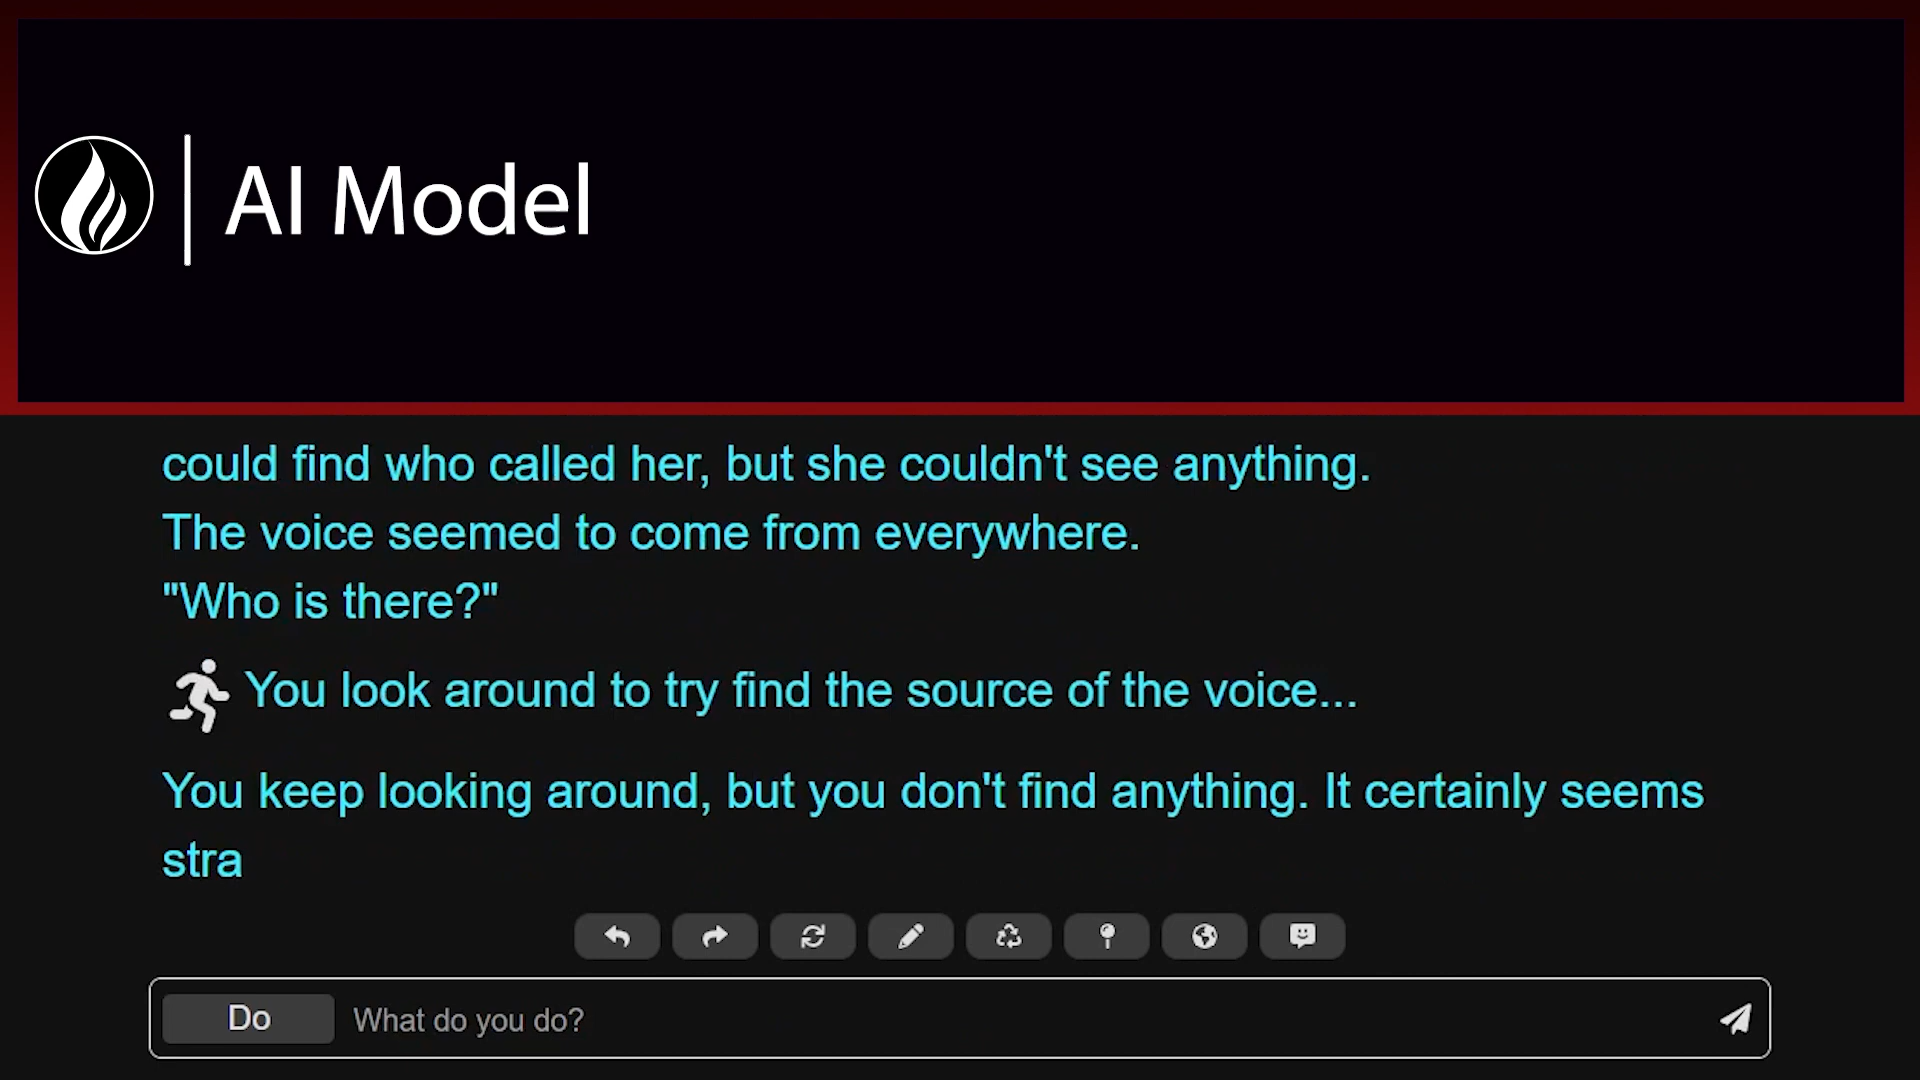 AI Model
could find who called her, but she couldn't see anything.
The voice seemed to come from everywhere.
"Who is there?"
You look around to try find the source of the voice...
You keep looking around, but you don't find anything. It certainly seems
stra
Do
What do you do?